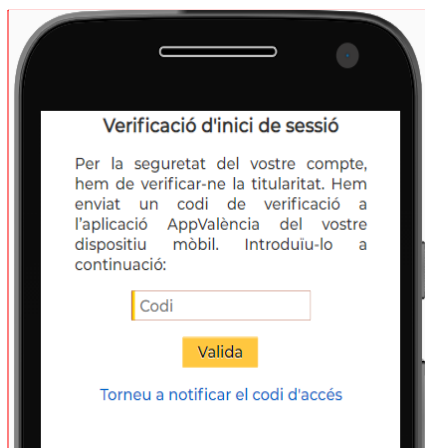 Verificació d'inici de sessió
Per la seguretat del vostre compte,
hem de verificar-ne la titularitat. Hem
enviat un codi de verificació a
l'aplicació AppValència del vostre
dispositiu mòbil. Introduïu-lo a
continuació:
Codi
Valida
Torneu a notificar el codi d'accés